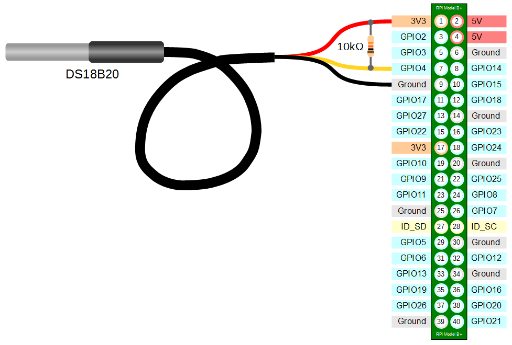 RPI Model B+
3V3 1 2 5V
GPIO2 3 4 5V
10kΩ
GPIO3 5 6 Ground
GPIO4 7 8 GPIO14
DS18B20
Ground 9 10 GPIO15
GPIO17 11 12 GPIO18
GPIO27 13 14 Ground
GPIO22 15 16 GPIO23
3V3 17 18 GPIO24
GPIO10 19 20 Ground
GPIO9 21 22 GPIO25
GPIO11 23 24 GPIO8
Ground 25 26 GPIO7
ID_SD 27 28 ID_SC
GPIO5 29 30 Ground
GPIO6 31 32 GPIO12
GPIO13 33 34 Ground
GPIO19 35 36 GPIO16
GPIO26 37 38 GPIO20
Ground 39 40 GPIO21
RPI Model B+